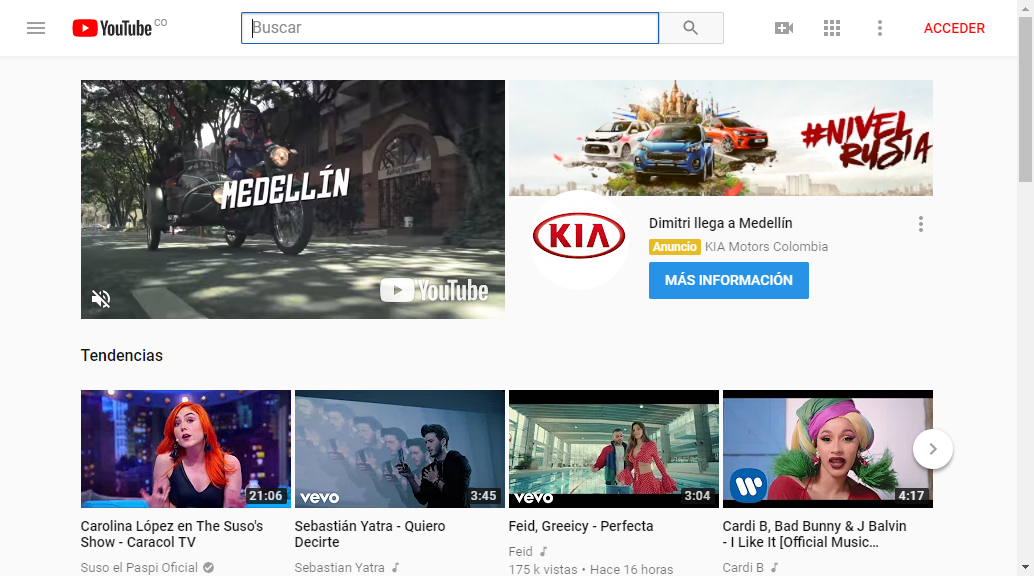 YouTube CO
Buscar
ACCEDER
MEDELLÍN
YouTube
#NIVEL
RUSIA
KIA
Dimitri llega a Medellín
Anuncio KIA Motors Colombia
MÁS INFORMACIÓN
Tendencias
21:06
vevo 3:45
vevo 3:04
W 4:17
Carolina López en The Suso's
Show - Caracol TV
Suso el Paspi Oficial
Sebastián Yatra - Quiero
Decirte
Sebastian Yatra
Feid, Greeicy - Perfecta
Feid
175 k vistas • Hace 16 horas
Cardi B, Bad Bunny & J Balvin
- I Like It [Official Music...
Cardi B